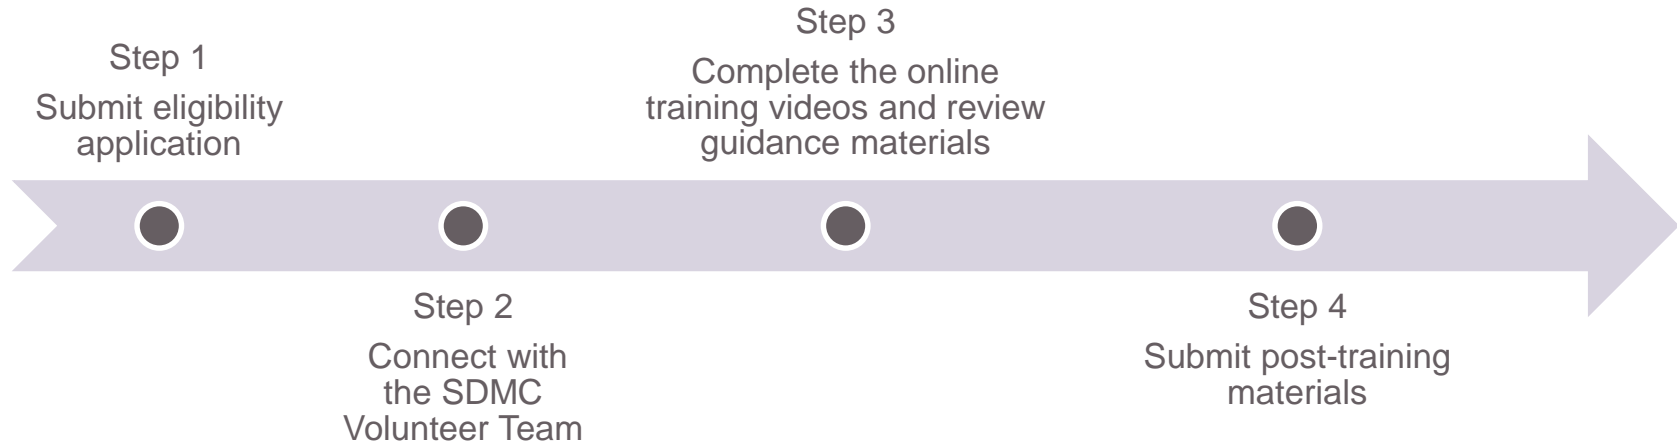 Step 1
Submit eligibility
application
Step 2
Connect with
the SDMC
Volunteer Team
Step 3
Complete the online
training videos and review
guidance materials
Step 4
Submit post-training
materials